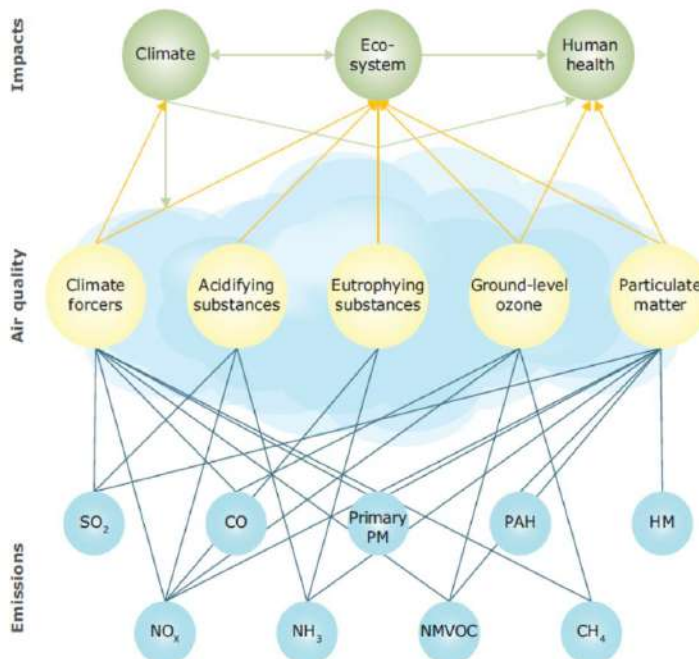 Impacts
Climate
Eco-
system
Human
health
Air quality
Climate
forcers
Acidifying
substances
Eutrophying
substances
Ground-level
ozone
Particulate
matter
Emissions
SO₂
CO
Primary
PM
PAH
HM
NOₓ
NH₃
NMVOC
CH₄